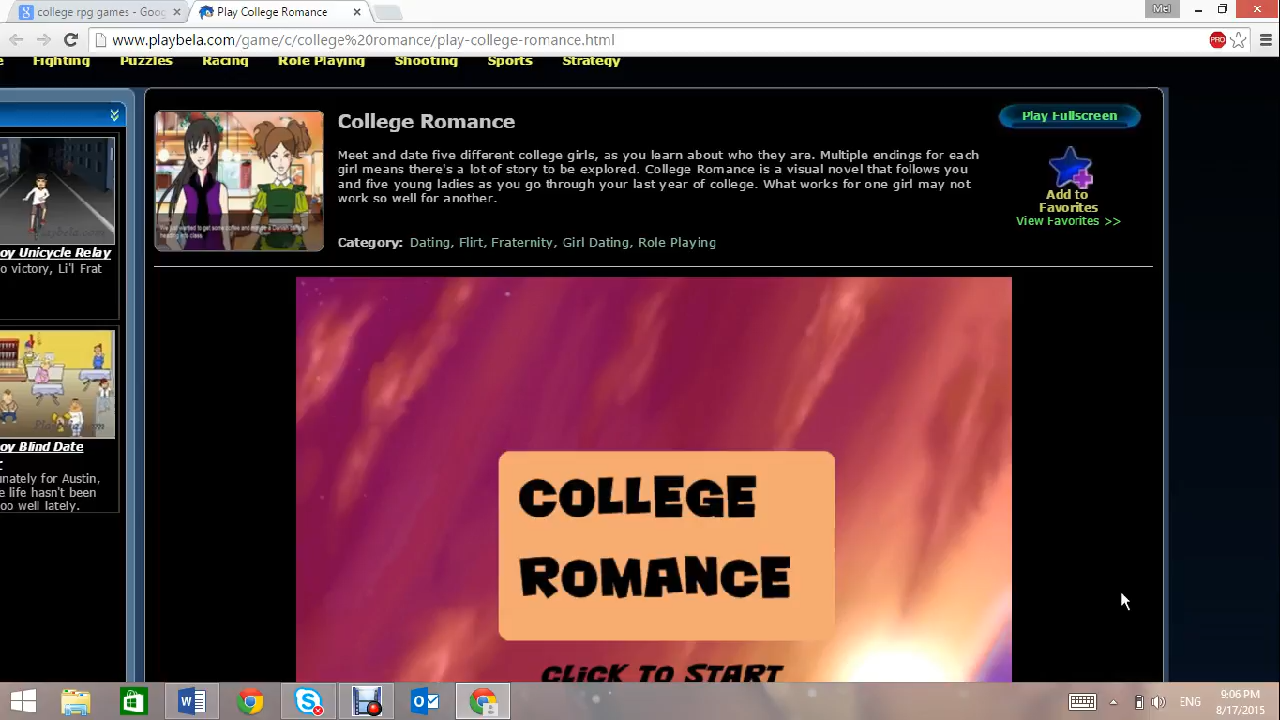 college rpg games - Goog
Play College Romance
Mel
www.playbela.com/game/c/college%20romance/play-college-romance.html
PRO
Fighting Puzzles Racing Role Playing Shooting Sports Strategy
College Romance
Play Fullscreen
Meet and date five different college girls, as you learn about who they are. Multiple endings for each
girl means there's a lot of story to be explored. College Romance is a visual novel that follows you
and five young ladies as you go through your last year of college. What works for one girl may not
work so well for another.
Add to
Favorites
View Favorites >>
Category: Dating, Flirt, Fraternity, Girl Dating, Role Playing
oy Unicycle Relay
o victory, Li'l Frat
Playbela.com
oy Blind Date
nately for Austin,
e life hasn't been
oo well lately.
COLLEGE
ROMANCE
CLICK TO START
ENG
9:06 PM
8/17/2015